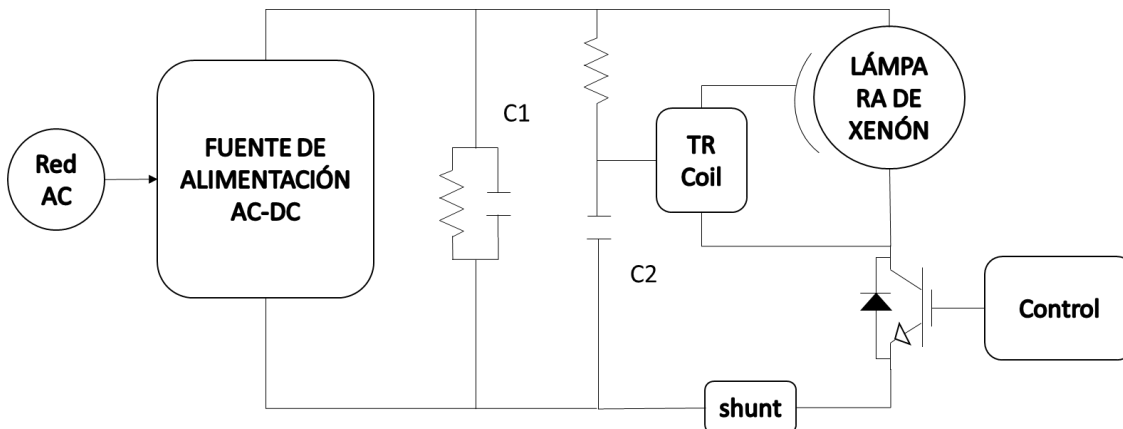 Red
AC
FUENTE DE
ALIMENTACIÓN
AC-DC
C1
C2
TR
Coil
LÁMPA
RA DE
XENÓN
Control
shunt